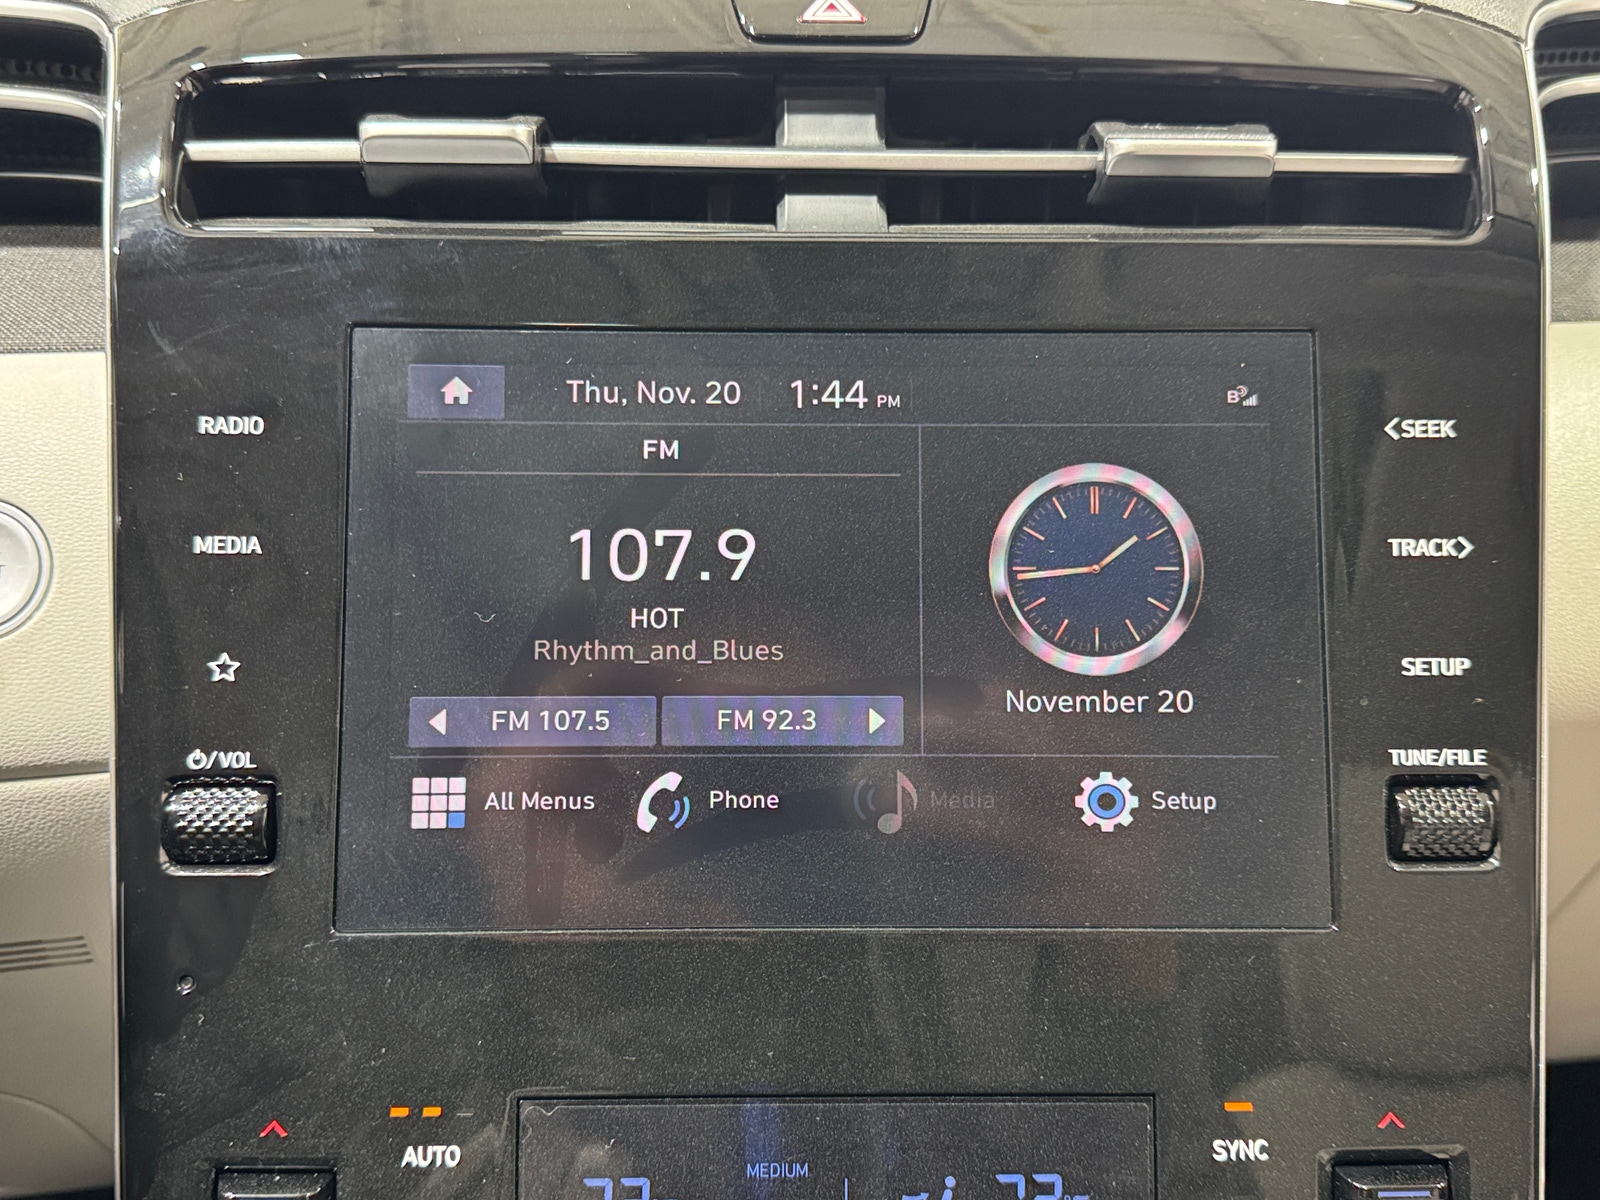 Thu, Nov. 20 1:44 PM B
RADIO
<SEEK
FM
107.9
MEDIA
TRACK>
HOT
Rhythm_and_Blues
SETUP
November 20
FM 107.5 FM 92.3
⏻/VOL
TUNE/FILE
All Menus Phone Media Setup
AUTO
SYNC
MEDIUM